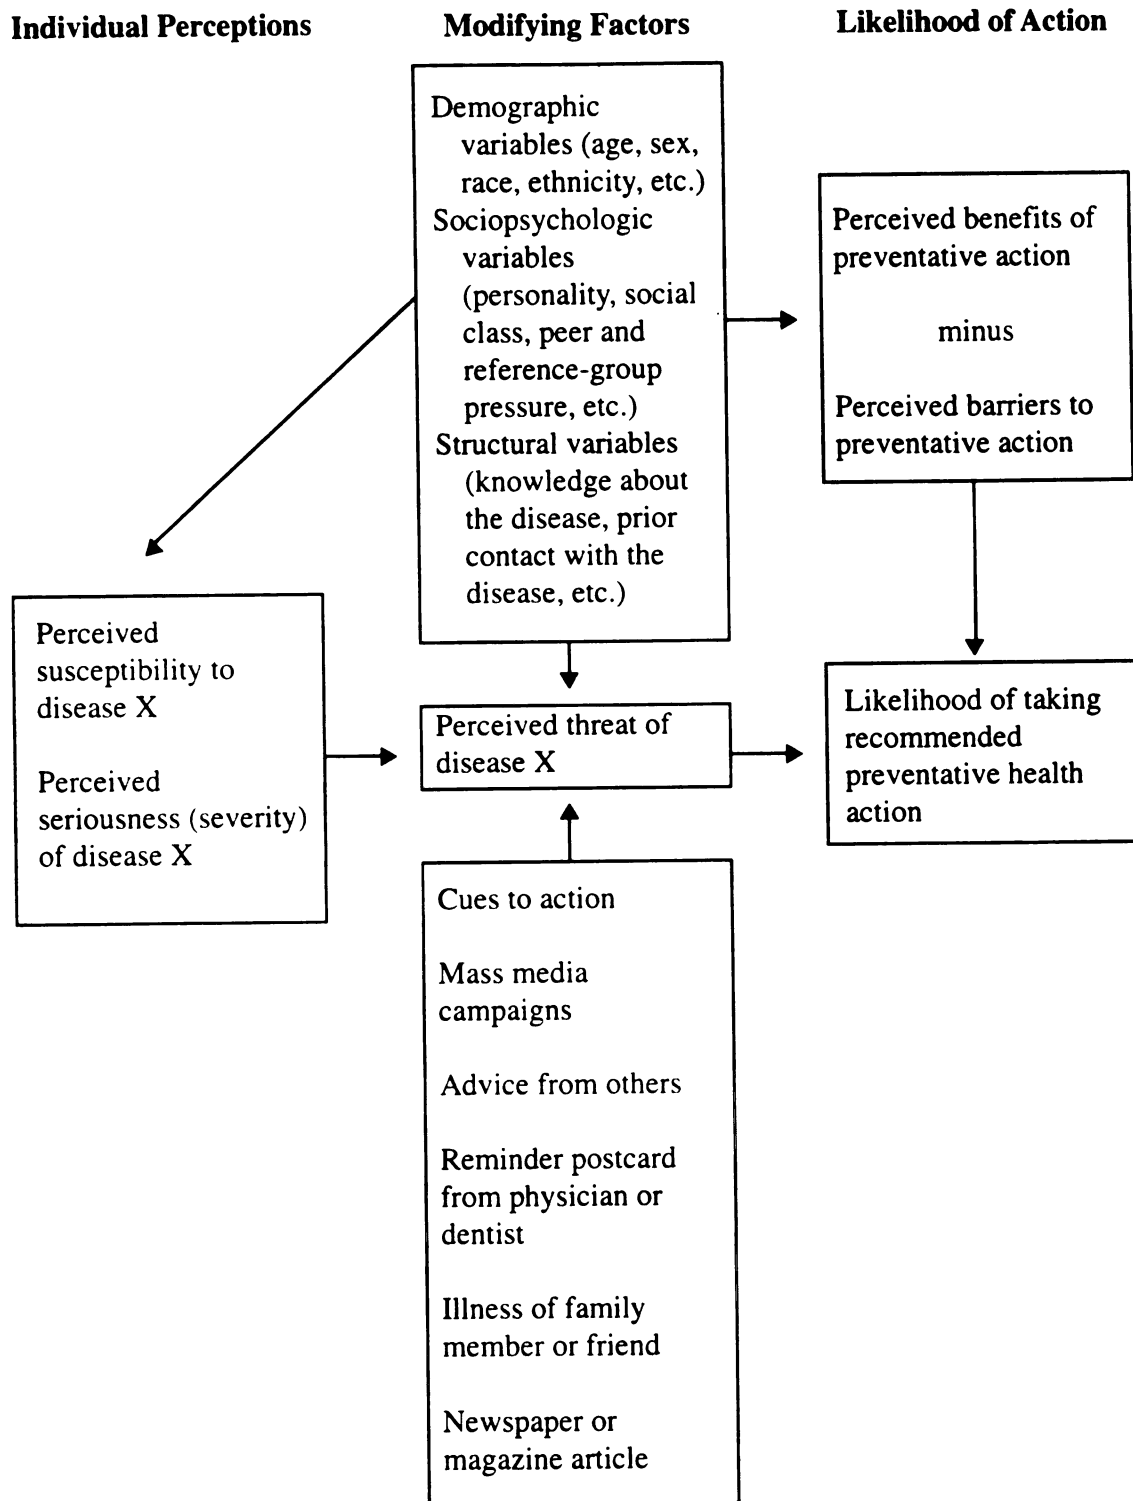 Individual Perceptions
Modifying Factors
Likelihood of Action
Demographic
variables (age, sex,
race, ethnicity, etc.)
Sociopsychologic
variables
(personality, social
class, peer and
reference-group
pressure, etc.)
Structural variables
(knowledge about
the disease, prior
contact with the
disease, etc.)
Perceived benefits of
preventative action
minus
Perceived barriers to
preventative action
Perceived
susceptibility to
disease X
Perceived
seriousness (severity)
of disease X
Perceived threat of
disease X
Likelihood of taking
recommended
preventative health
action
Cues to action
Mass media
campaigns
Advice from others
Reminder postcard
from physician or
dentist
Illness of family
member or friend
Newspaper or
magazine article